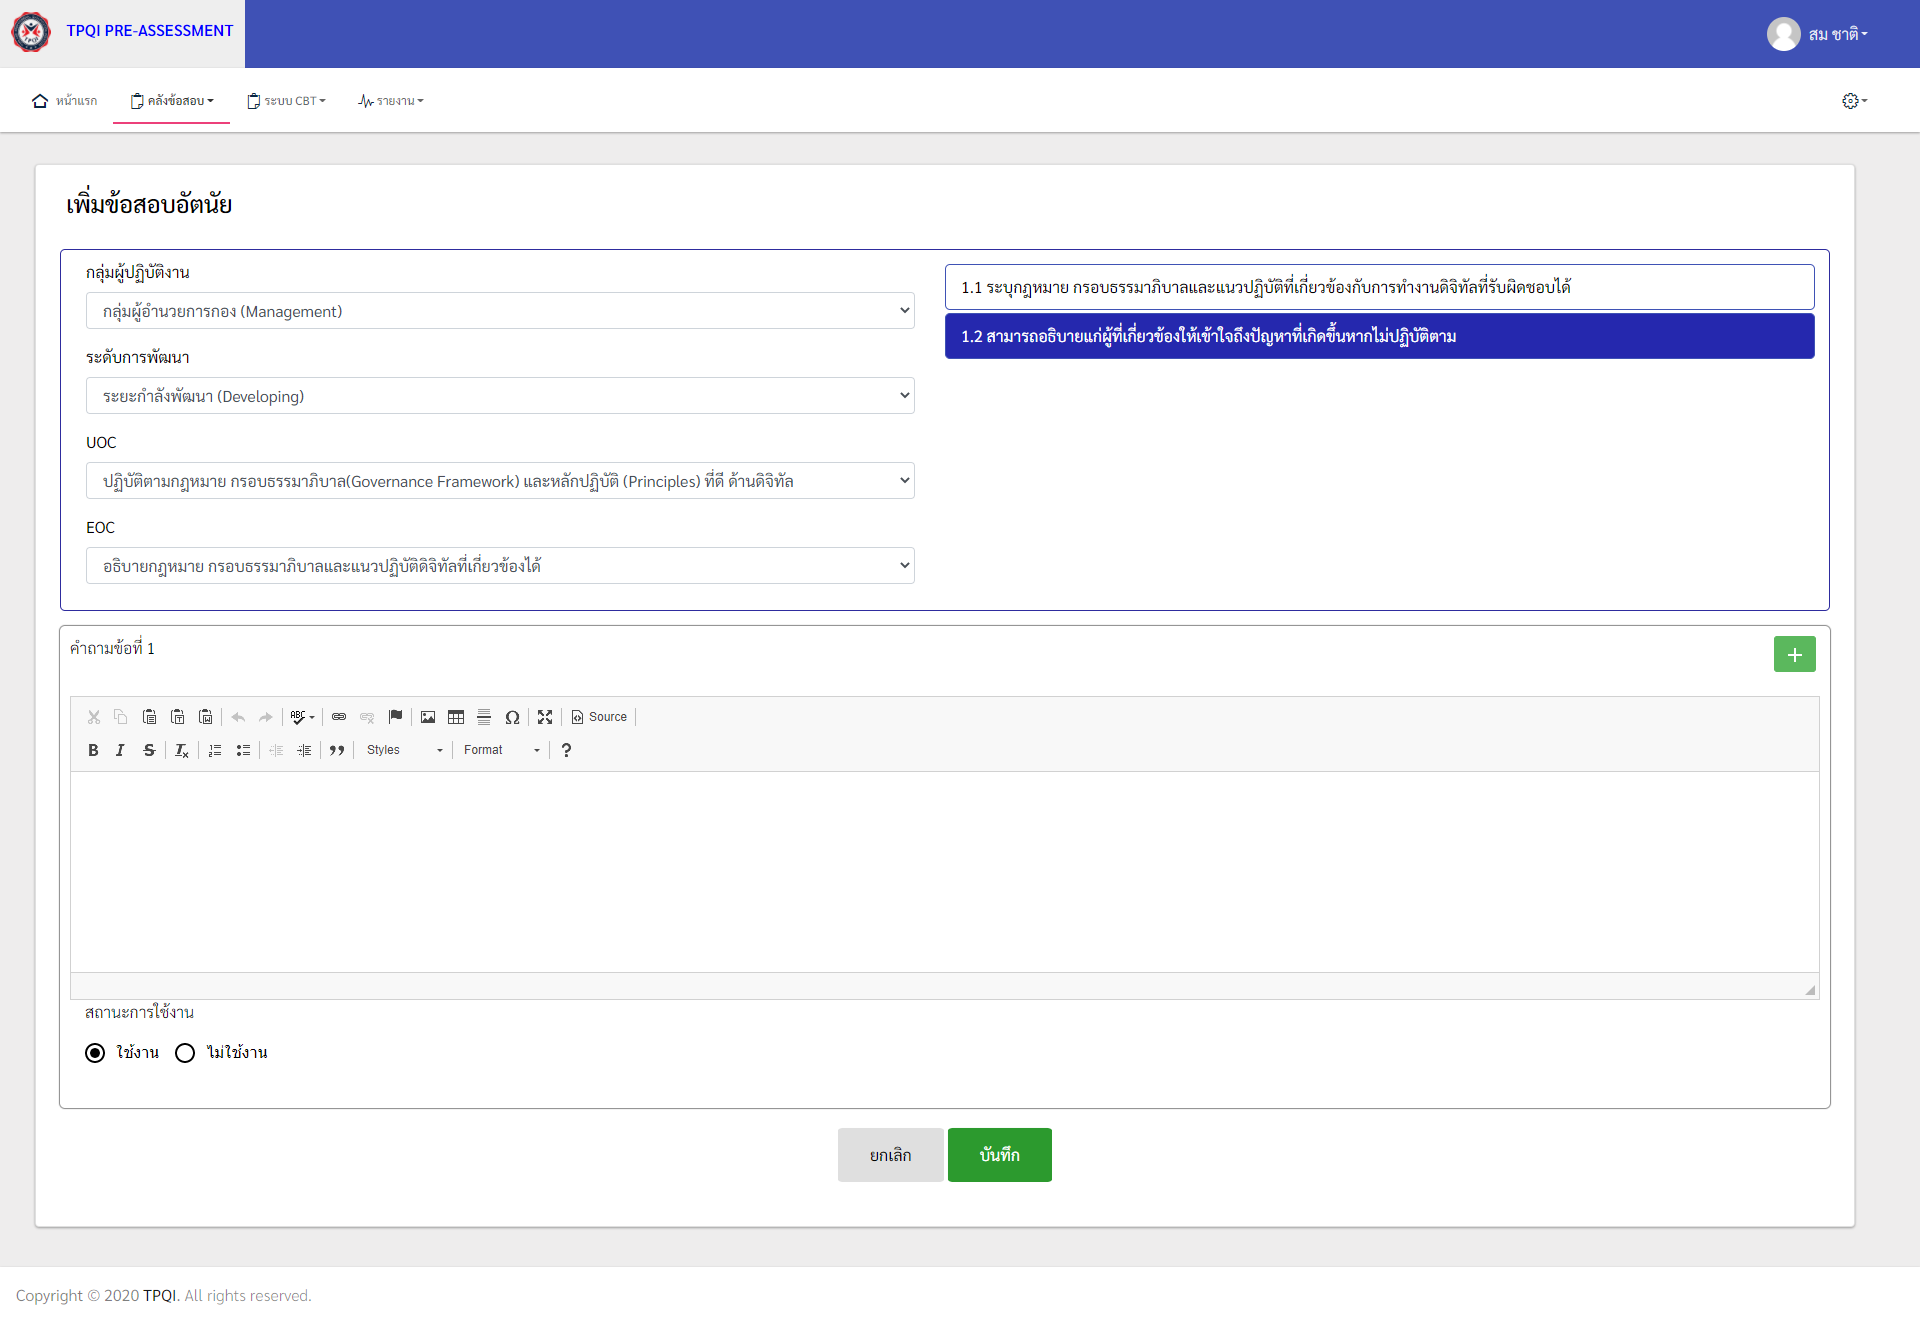 TPQI PRE-ASSESSMENT
สม ชาติ
หน้าแรก
คลังข้อสอบ
ระบบ CBT
รายงาน
เพิ่มข้อสอบอัตนัย
กลุ่มผู้ปฏิบัติงาน
กลุ่มผู้อำนวยการกอง (Management)
ระดับการพัฒนา
ระยะกำลังพัฒนา (Developing)
UOC
ปฏิบัติตามกฎหมาย กรอบธรรมาภิบาล(Governance Framework) และหลักปฏิบัติ (Principles) ที่ดี ด้านดิจิทัล
EOC
อธิบายกฎหมาย กรอบธรรมาภิบาลและแนวปฏิบัติดิจิทัลที่เกี่ยวข้องได้
1.1 ระบุกฎหมาย กรอบธรรมาภิบาลและแนวปฏิบัติที่เกี่ยวข้องกับการทำงานดิจิทัลที่รับผิดชอบได้
1.2 สามารถอธิบายแก่ผู้ที่เกี่ยวข้องให้เข้าใจถึงปัญหาที่เกิดขึ้นหากไม่ปฏิบัติตาม
คำถามข้อที่ 1
Source
Styles
Format
สถานะการใช้งาน
ใช้งาน
ไม่ใช้งาน
ยกเลิก
บันทึก
Copyright © 2020 TPQI. All rights reserved.